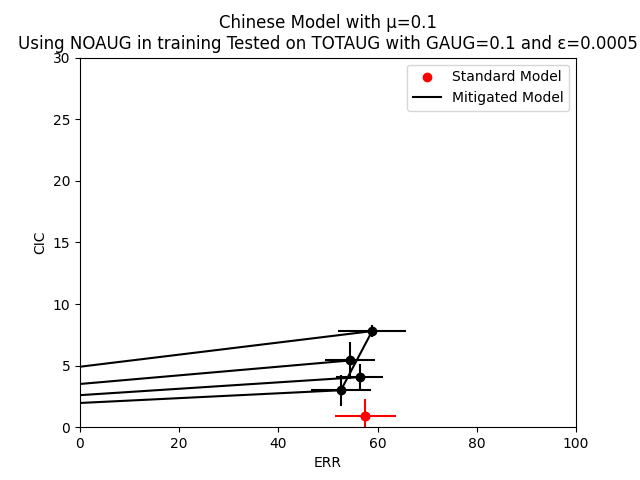 Chinese Model with μ=0.1
Using NOAUG in training Tested on TOTAUG with GAUG=0.1 and ε=0.0005
Standard Model
Mitigated Model
30
25
20
15
10
5
0
CIC
0 20 40 60 80 100
ERR